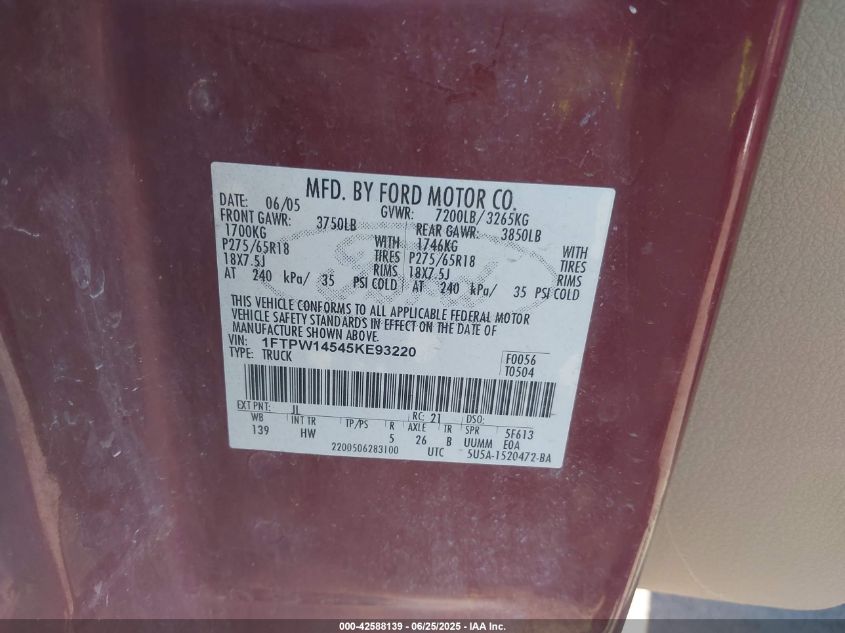 MFD. BY FORD MOTOR CO.
DATE: 06/05 GVWR: 7200LB/3265KG
FRONT GAWR: 3750LB REAR GAWR: 3850LB
1700KG WITH 1746KG WITH
P275/65R18 TIRES P275/65R18 TIRES
18X7.5J RIMS 18X7.5J RIMS
AT 240 kPa/ 35 PSI COLD AT 240 kPa/ 35 PSI COLD
THIS VEHICLE CONFORMS TO ALL APPLICABLE FEDERAL MOTOR
VEHICLE SAFETY STANDARDS IN EFFECT ON THE DATE OF
MANUFACTURE SHOWN ABOVE.
VIN: 1FTPW14545KE93220 F0056
TYPE: TRUCK T0504
EXT PNT: JL RC: 21 DSO:
WB INT TR TP/PS R AXLE TR SPR 5F613
139 HW 5 26 B UUMM E0A
2200506283100 UTC 5U5A-1520472-BA
Ford
000-42588139 - 06/25/2025 - IAA Inc.